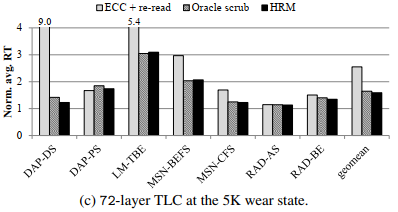 ECC + re-read Oracle scrub HRM
9.0 5.4
Norm. avg. RT
4
3
2
1
0
DAP-DS DAP-PS LM-TBE MSN-BEFS MSN-CFS RAD-AS RAD-BE geomean
(c) 72-layer TLC at the 5K wear state.